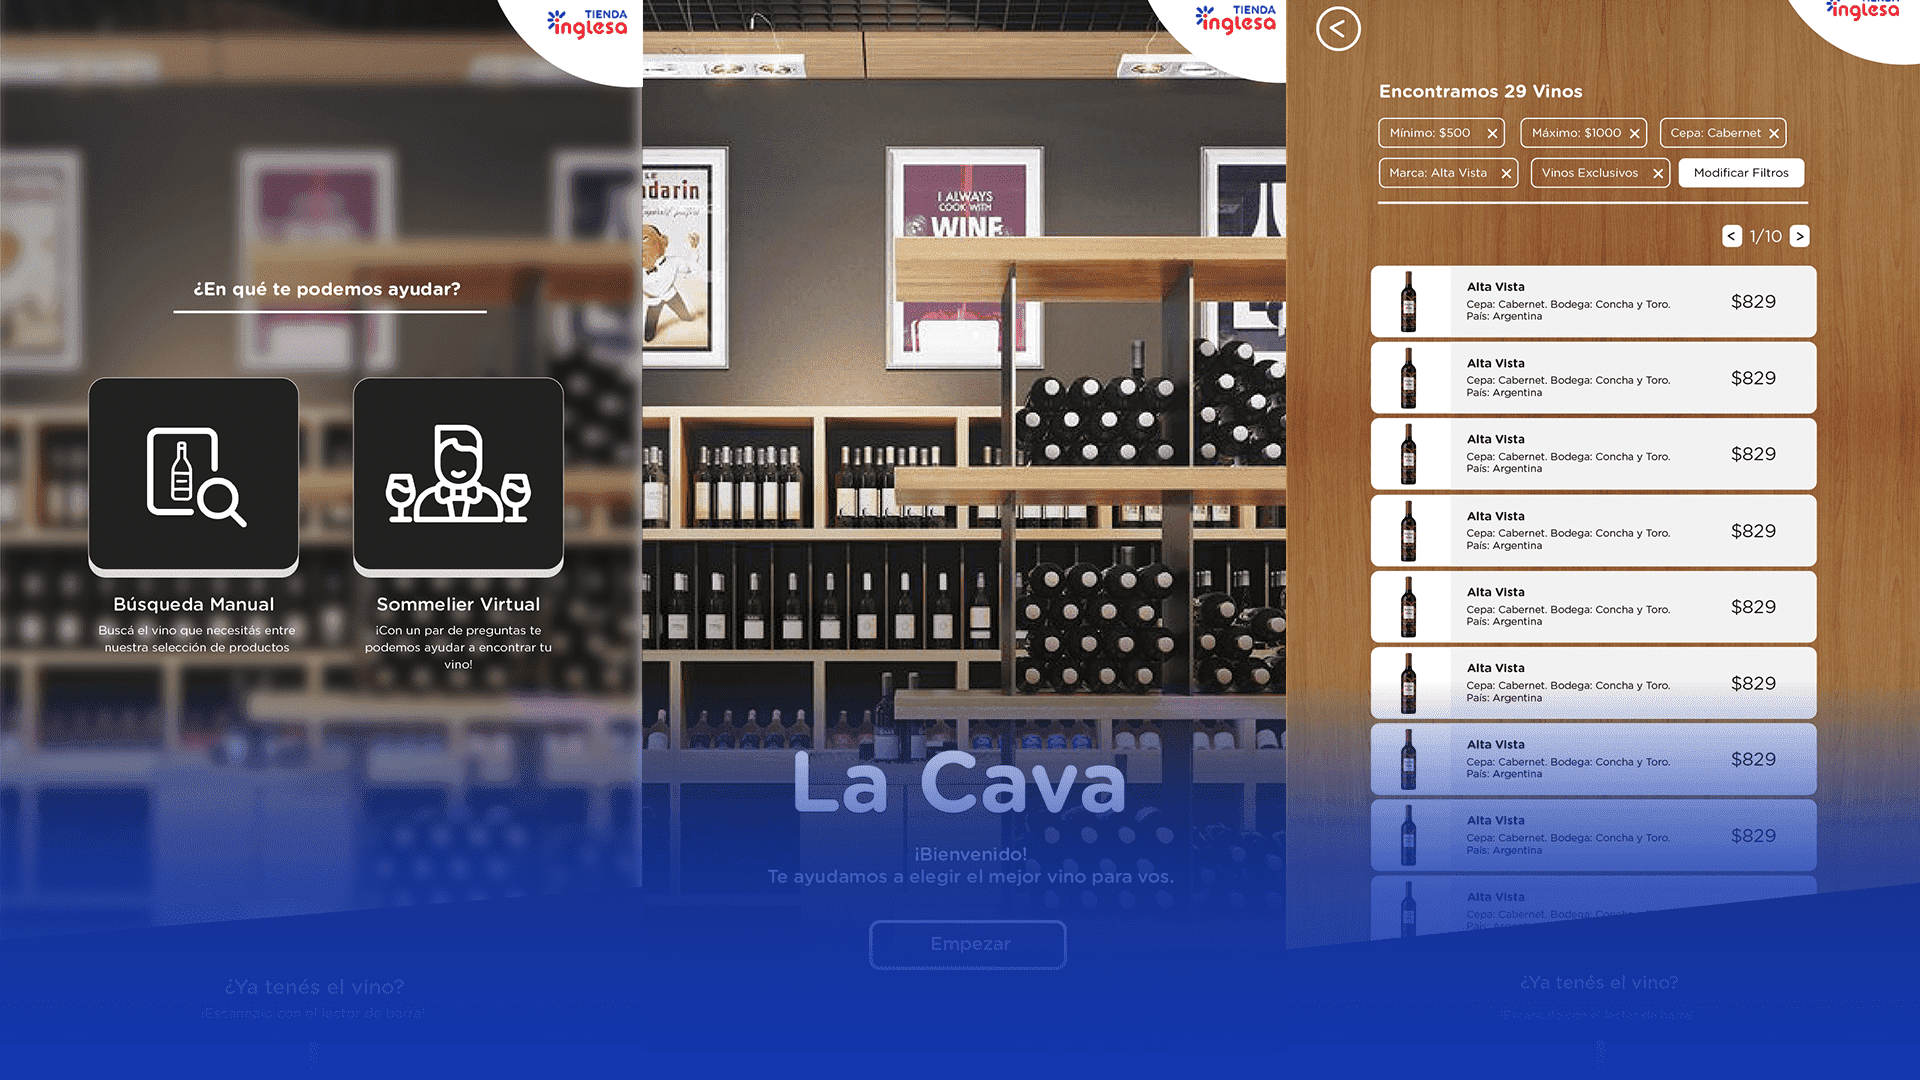 TIENDA
inglesa
¿En qué te podemos ayudar?
Búsqueda Manual
Buscá el vino que necesitás entre
nuestra selección de productos
Sommelier Virtual
¡Con un par de preguntas te
podemos ayudar a encontrar tu
vino!
¿Ya tenés el vino?
¡Escanealo con el lector de barra!
TIENDA
inglesa
I ALWAYS
COOK WITH
WINE
La Cava
¡Bienvenido!
Te ayudamos a elegir el mejor vino para vos.
Empezar
TIENDA
inglesa
<
Encontramos 29 Vinos
Mínimo: $500 ×
Máximo: $1000 ×
Cepa: Cabernet ×
Marca: Alta Vista ×
Vinos Exclusivos ×
Modificar Filtros
< 1/10 >
Alta Vista
Cepa: Cabernet. Bodega: Concha y Toro.
País: Argentina
$829
Alta Vista
Cepa: Cabernet. Bodega: Concha y Toro.
País: Argentina
$829
Alta Vista
Cepa: Cabernet. Bodega: Concha y Toro.
País: Argentina
$829
Alta Vista
Cepa: Cabernet. Bodega: Concha y Toro.
País: Argentina
$829
Alta Vista
Cepa: Cabernet. Bodega: Concha y Toro.
País: Argentina
$829
Alta Vista
Cepa: Cabernet. Bodega: Concha y Toro.
País: Argentina
$829
Alta Vista
Cepa: Cabernet. Bodega: Concha y Toro.
País: Argentina
$829
Alta Vista
Cepa: Cabernet. Bodega: Concha y Toro.
País: Argentina
$829
Alta Vista
Cepa: Cabernet. Bodega: Concha
¿Ya tenés el vino?
¡Escanealo con el lector de barra!